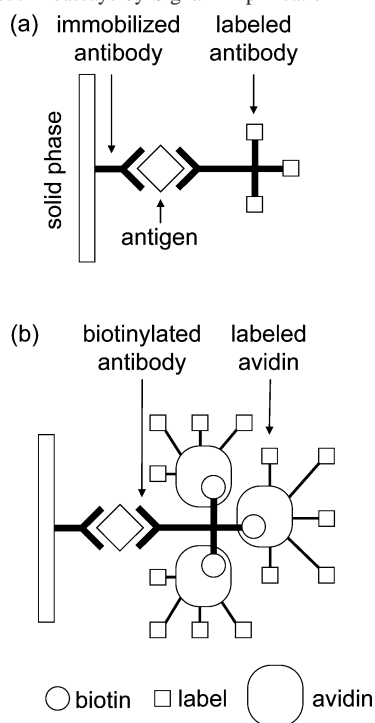 (a) immobilized antibody
labeled antibody
solid phase
antigen
(b) biotinylated antibody
labeled avidin
biotin
label
avidin